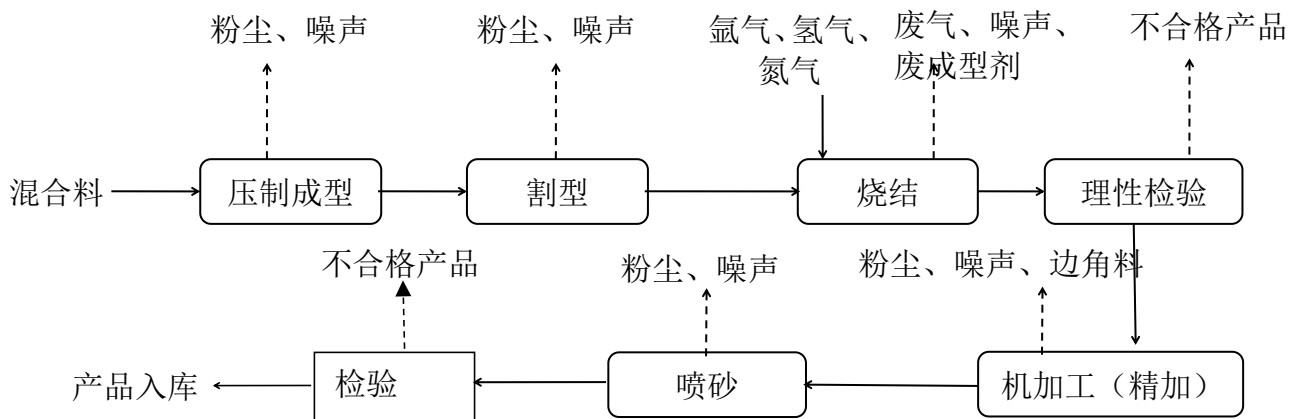 粉尘、噪声
粉尘、噪声
氩气、氢气、
氮气
废气、噪声、
废成型剂
不合格产品
混合料
压制成型
割型
烧结
理性检验
不合格产品
粉尘、噪声
粉尘、噪声、边角料
产品入库
检验
喷砂
机加工（精加）